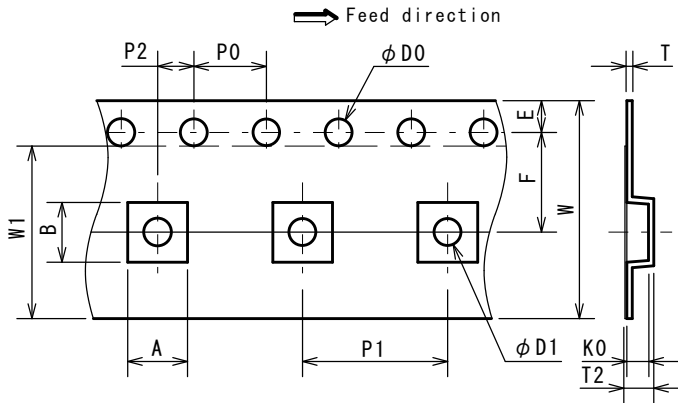 Feed direction
P2 P0 φD0 T
E
F
W
W1
B
A P1 φD1 K0
T2